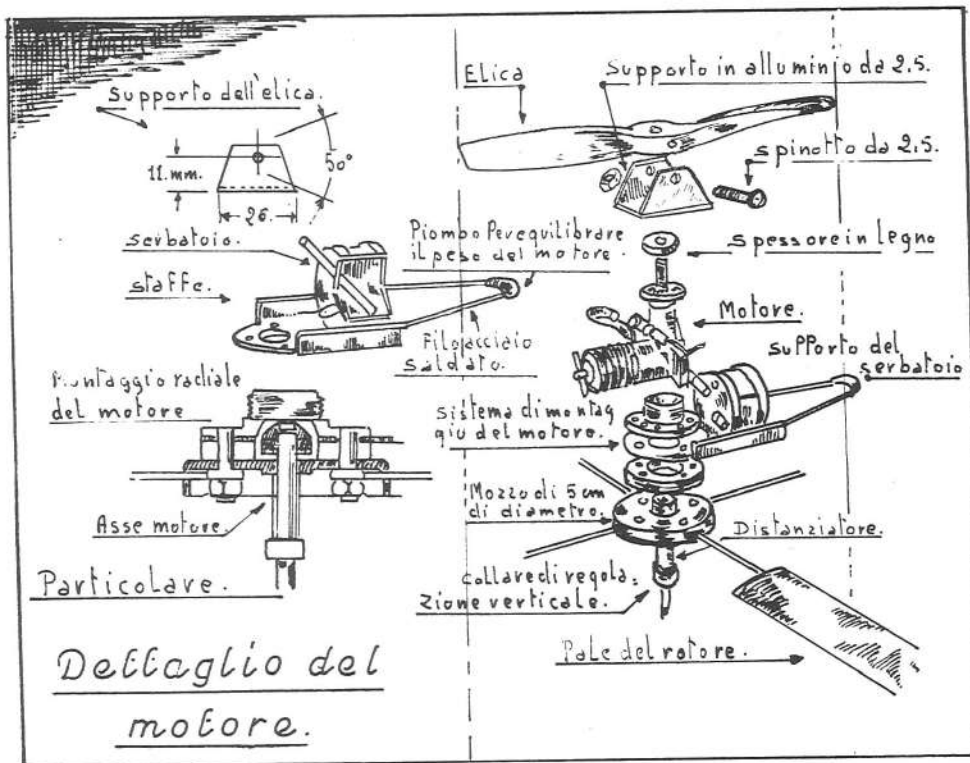 Supporto dell'elica.
11. mm.
50°
26.
serbatoio.
staffe.
Piombo Per equilibrare
il peso del motore.
Filo acciaio
saldato.
Montaggio radiale
del motore
Asse motore.
Particolare.
Dettaglio del
motore.
Elica
Supporto in alluminio da 2.5.
spinotto da 2.5.
spessore in legno
Motore.
supporto del
serbatoio
sistema di montag
giu del motore.
Mozzo di 5 cm
di diametro.
Distanziatore.
collare di regola=
zione verticale.
Pale del rotore.